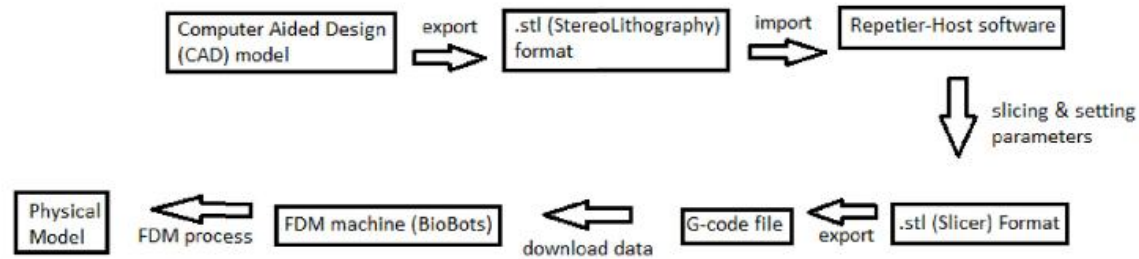 Computer Aided Design
(CAD) model
export
.stl (StereoLithography)
format
import
Repetier-Host software
slicing & setting
parameters
.stl (Slicer) Format
export
G-code file
download data
FDM machine (BioBots)
FDM process
Physical
Model